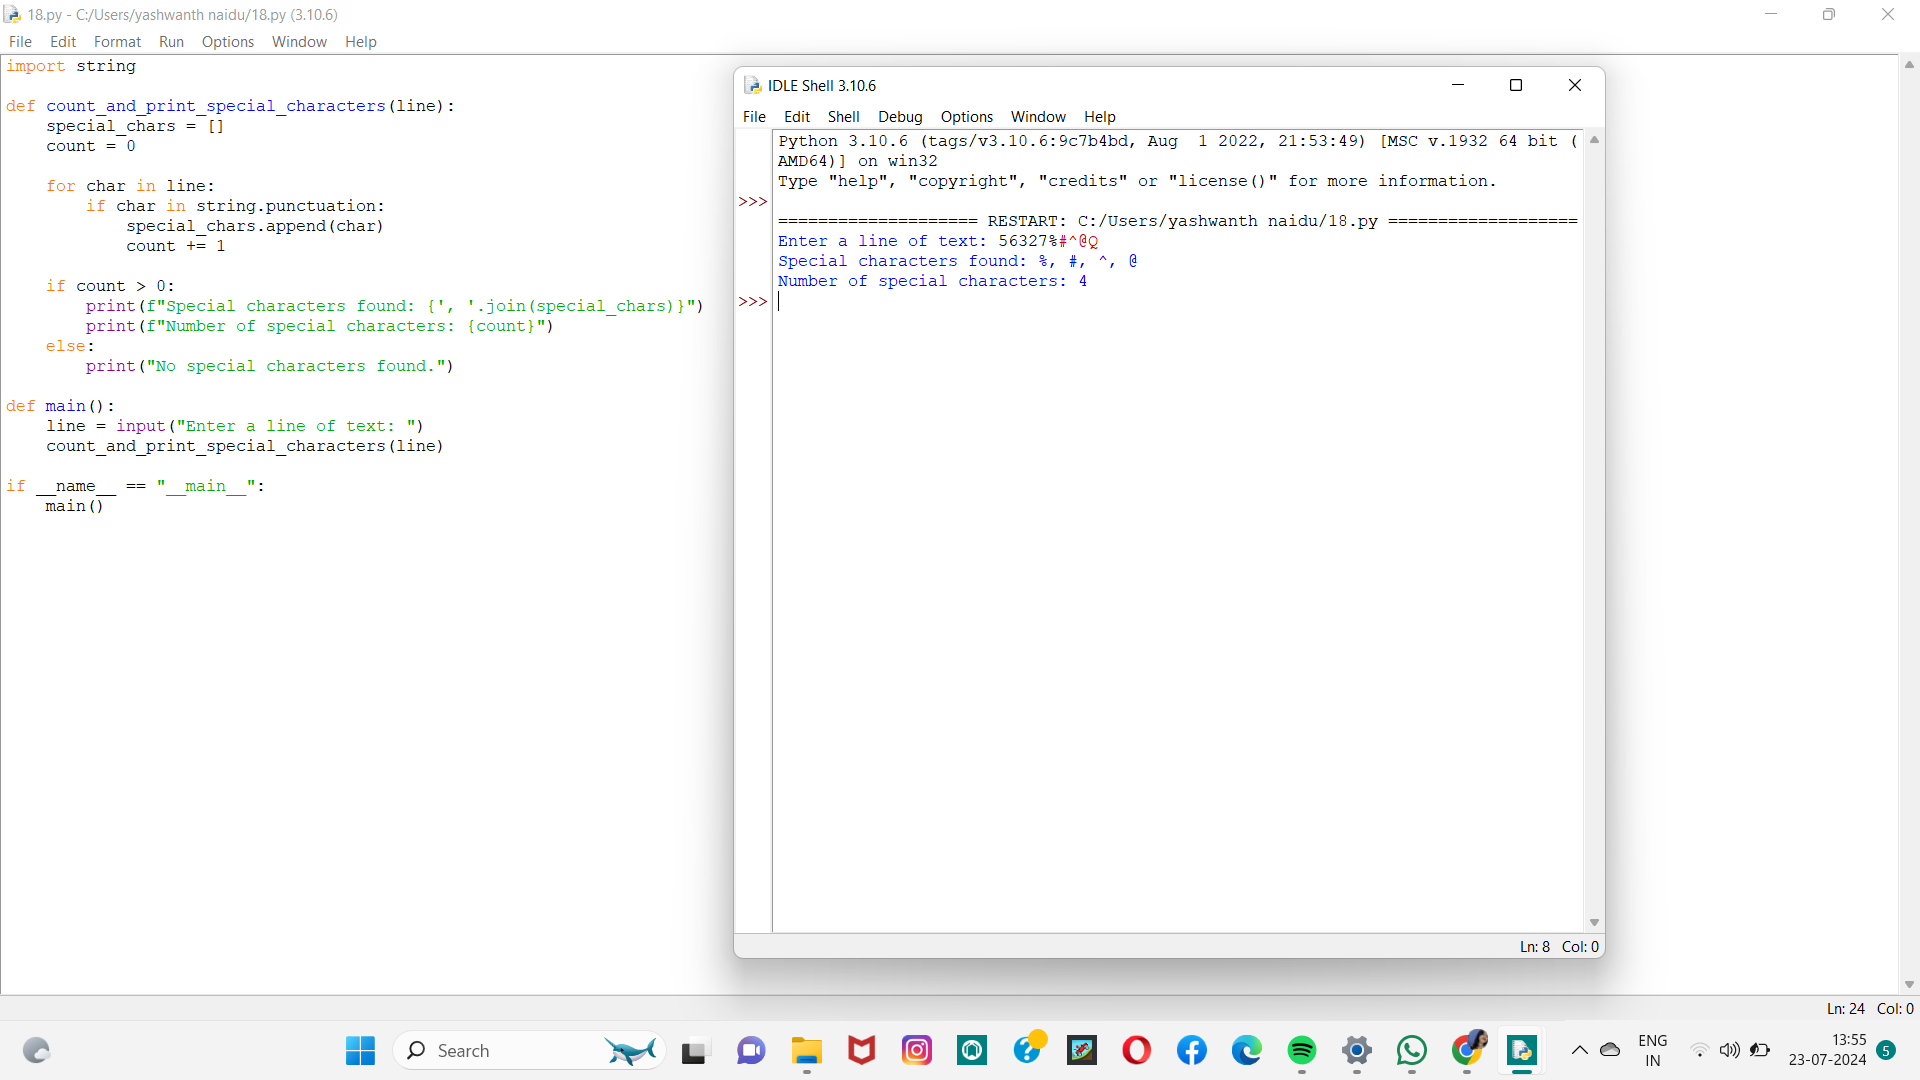 18.py - C:/Users/yashwanth naidu/18.py (3.10.6)
File Edit Format Run Options Window Help
import string

def count_and_print_special_characters(line):
    special_chars = []
    count = 0

    for char in line:
        if char in string.punctuation:
            special_chars.append(char)
            count += 1

    if count > 0:
        print(f"Special characters found: {', '.join(special_chars)}")
        print(f"Number of special characters: {count}")
    else:
        print("No special characters found.")

def main():
    line = input("Enter a line of text: ")
    count_and_print_special_characters(line)

if __name__ == "__main__":
    main()
IDLE Shell 3.10.6
File Edit Shell Debug Options Window Help
Python 3.10.6 (tags/v3.10.6:9c7b4bd, Aug  1 2022, 21:53:49) [MSC v.1932 64 bit (
AMD64)] on win32
Type "help", "copyright", "credits" or "license()" for more information.
>>>
==================== RESTART: C:/Users/yashwanth naidu/18.py ===================
Enter a line of text: 56327%#^@Q
Special characters found: %, #, ^, @
Number of special characters: 4
>>>
Ln: 8 Col: 0
Ln: 24 Col: 0
Search
ENG
IN
13:55
23-07-2024
5